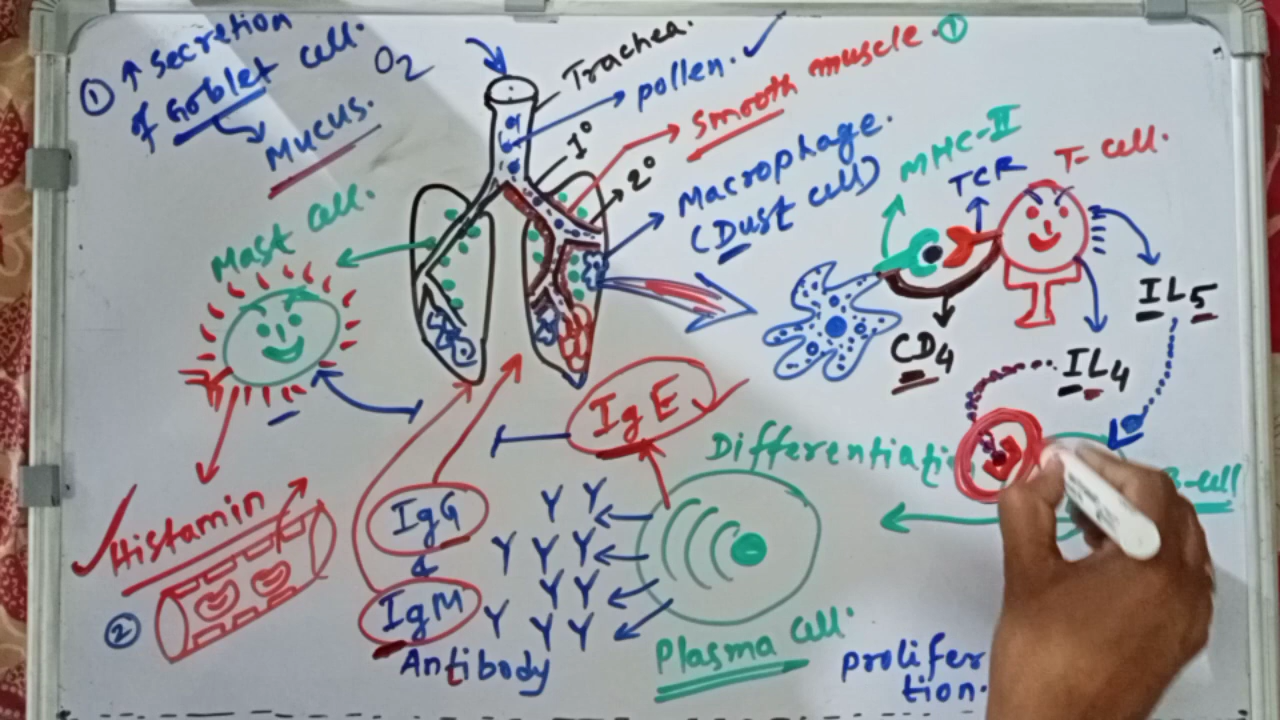 ① ↑ secretion
of Goblet cell.
Mucus.
O2
Trachea.
pollen.
1°
2°
smooth muscle. ①
Macrophage.
(Dust cell)
MHC-II
TCR
T-cell.
Mast cell.
IL5
CD4
IL4
IgE
Differentiatio
B-cell
Histamin
②
IgG
&
IgM
Y Y
Y Y Y
Y Y
Y Y Y
Antibody
Plasma cell.
prolifer
tion.